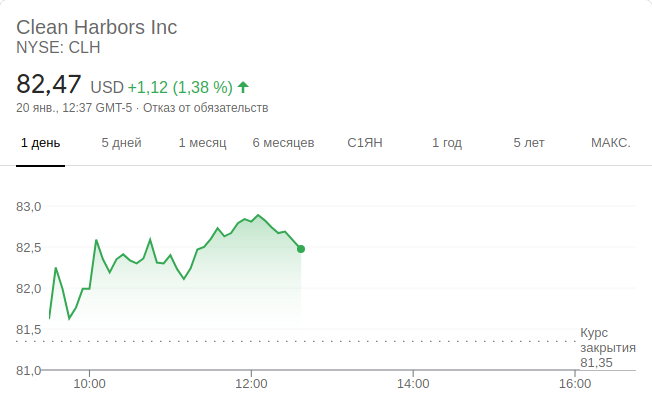 Clean Harbors Inc
NYSE: CLH
82,47 USD +1,12 (1,38 %)
20 янв., 12:37 GMT-5 · Отказ от обязательств
1 день 5 дней 1 месяц 6 месяцев С1ЯН 1 год 5 лет МАКС.
83,0
82,5
82,0
81,5
Курс
закрытия
81,35
81,0
10:00 12:00 14:00 16:00